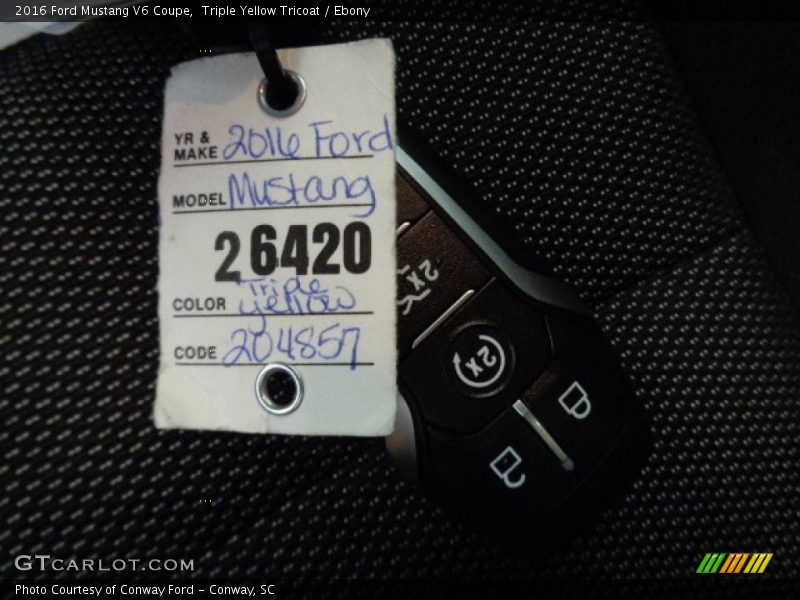 2016 Ford Mustang V6 Coupe,  Triple Yellow Tricoat / Ebony
YR &
MAKE 2016 Ford
MODEL Mustang
26420
COLOR Triple
yellow
CODE 204857
2x
2x
GTCARLOT.COM
Photo Courtesy of Conway Ford – Conway, SC